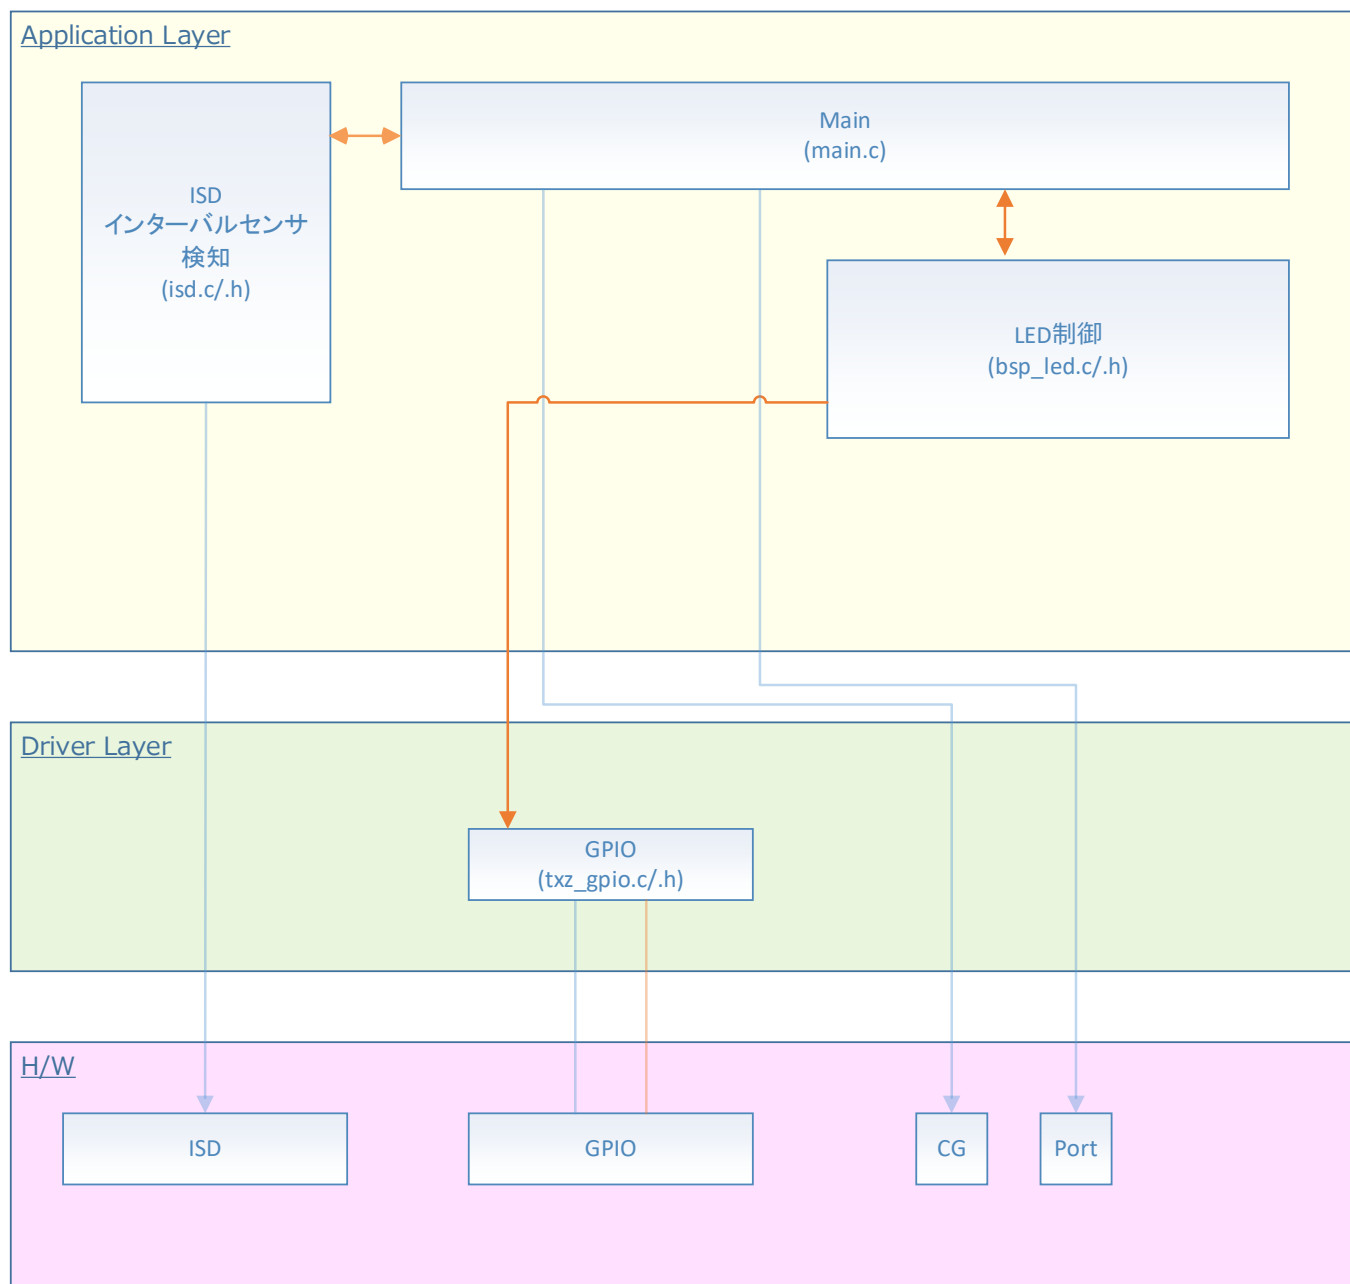 Application Layer
Main
(main.c)
ISD
インターバルセンサ
検知
(isd.c/.h)
LED制御
(bsp_led.c/.h)
Driver Layer
GPIO
(txz_gpio.c/.h)
H/W
ISD
GPIO
CG
Port